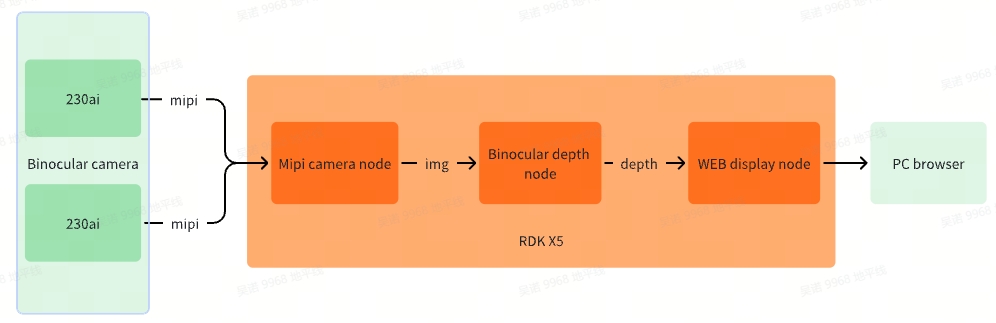 230ai
mipi
Binocular camera
230ai
mipi
Mipi camera node
img
Binocular depth
node
depth
WEB display node
RDK X5
PC browser